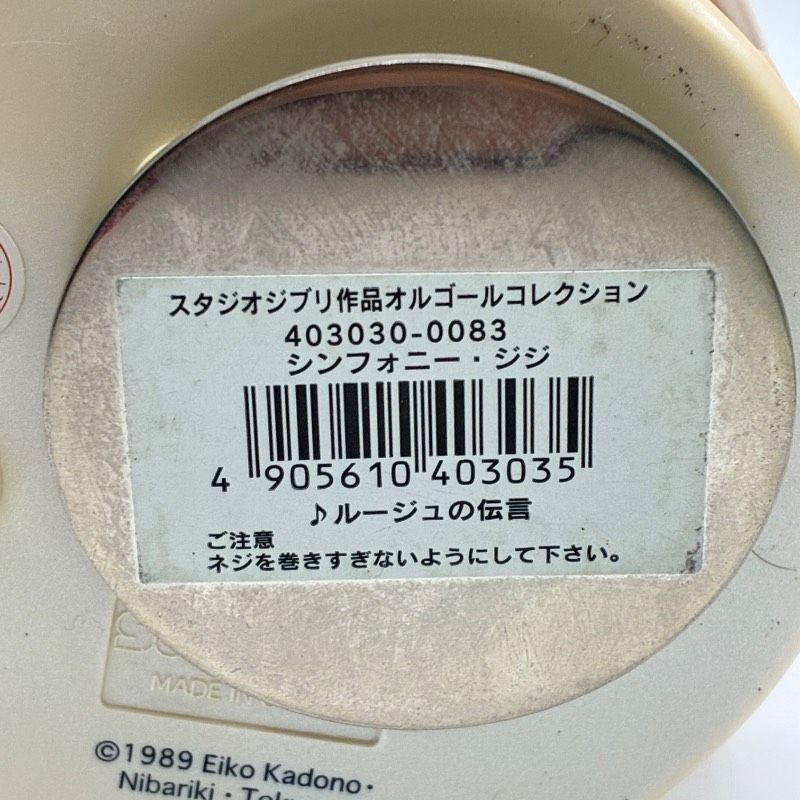 スタジオジブリ作品オルゴールコレクション
403030-0083
シンフォニー・ジジ
4 905610 403035
♪ルージュの伝言
ご注意
ネジを巻きすぎないようにして下さい。
MADE IN
©1989 Eiko Kadono・
Nibariki・